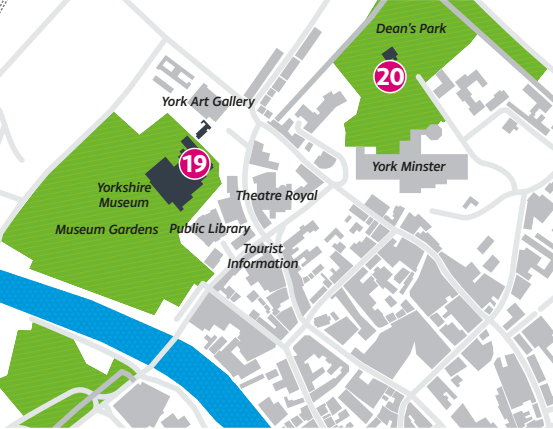 Dean's Park
20
York Art Gallery
19
York Minster
Yorkshire
Museum
Theatre Royal
Museum Gardens
Public Library
Tourist
Information